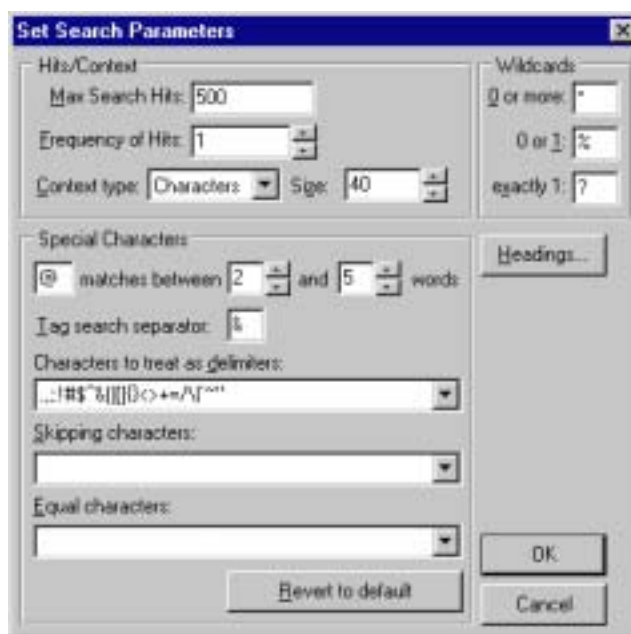 Set Search Parameters
Hits/Context
Max Search Hits: 500
Frequency of Hits: 1
Context type: Characters Size: 40
Wildcards
0 or more: *
0 or 1: %
exactly 1: ?
Special Characters
@ matches between 2 and 5 words
Tag search separator: &
Characters to treat as delimiters:
Skipping characters:
Equal characters:
Revert to default
Headings...
OK
Cancel